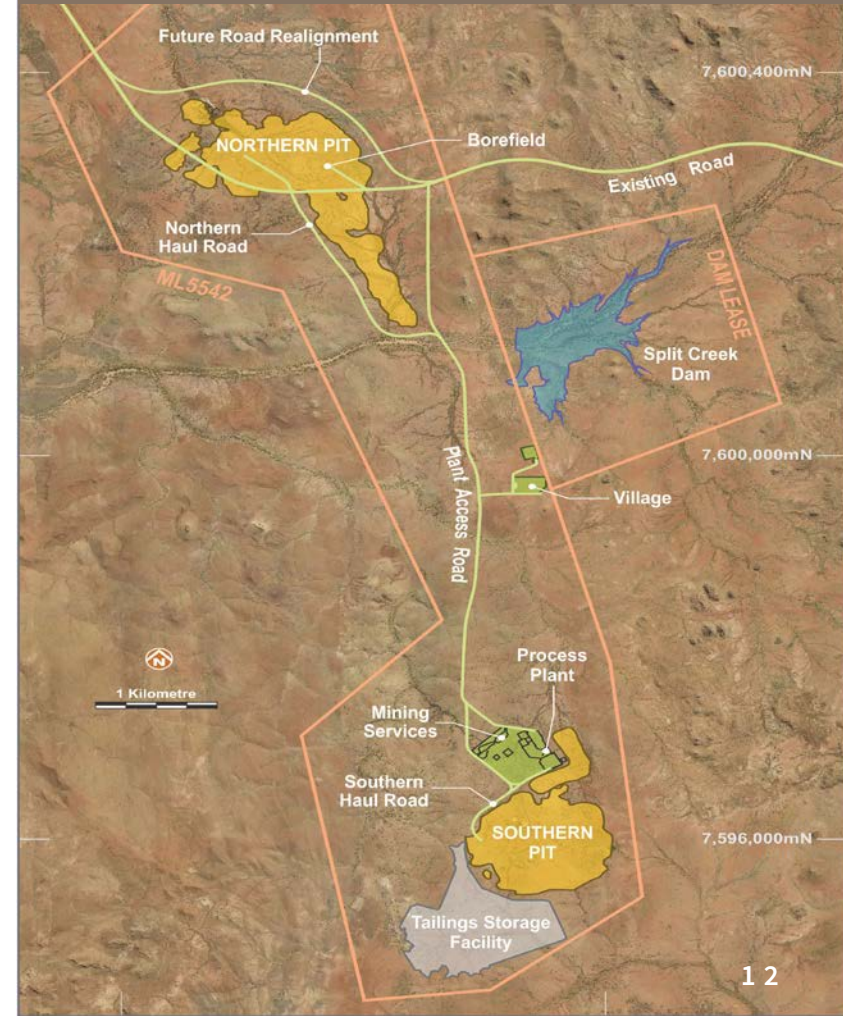 Future Road Realignment
7,600,400mN
NORTHERN PIT
Borefield
Existing Road
Northern
Haul Road
ML5542
DAM LEASE
Split Creek
Dam
7,600,000mN
Plant Access Road
Village
N
1 Kilometre
Process
Plant
Mining
Services
Southern
Haul Road
SOUTHERN
PIT
7,596,000mN
Tailings Storage
Facility
12